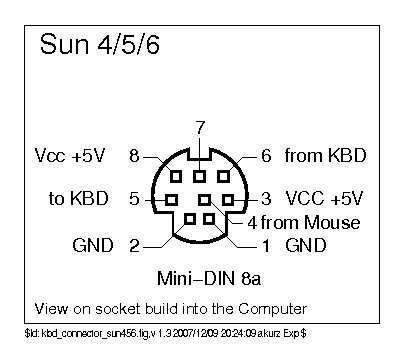 Sun 4/5/6
7
Vcc +5V 8 6 from KBD
to KBD 5 3 VCC +5V
4 from Mouse
GND 2 1 GND
Mini-DIN 8a
View on socket build into the Computer
$Id: kbd_connector_sun456.fig,v 1.3 2007/12/09 20:24:09 akurz Exp $